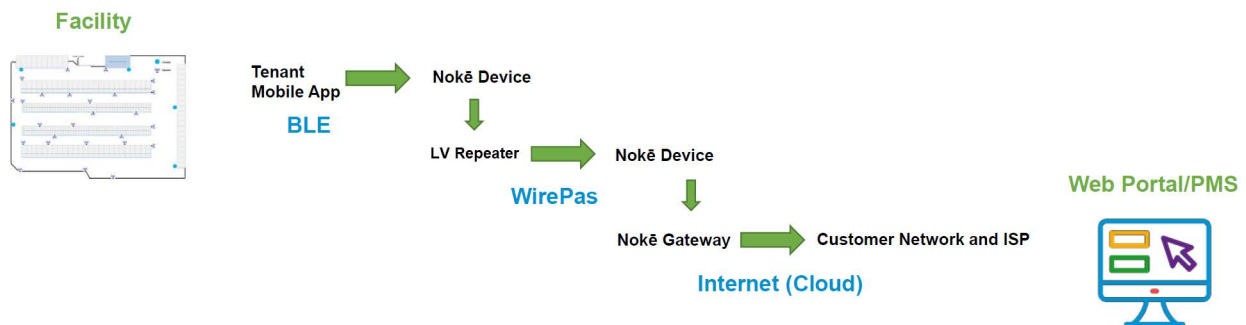 Facility
Tenant
Mobile App
Nokē Device
BLE
LV Repeater
Nokē Device
WirePas
Web Portal/PMS
Nokē Gateway
Customer Network and ISP
Internet (Cloud)